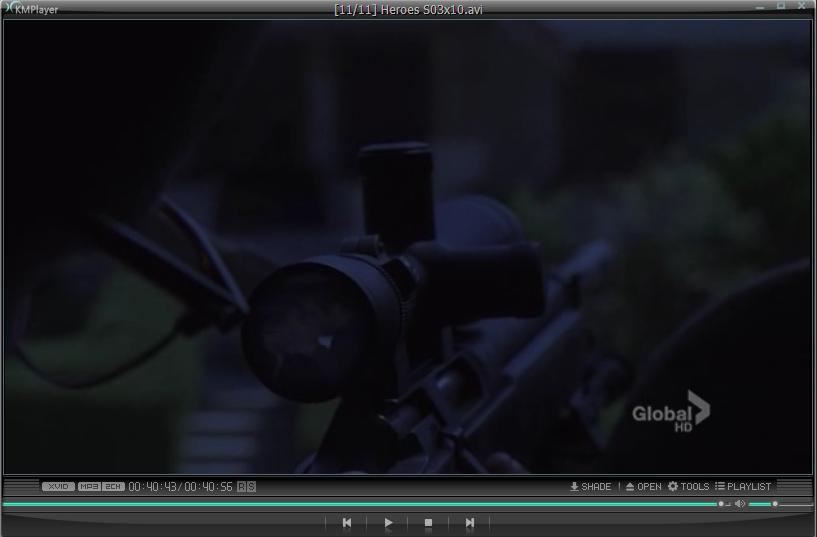 KMPlayer
[11/11] Heroes S03x10.avi
Global
HD
XVID MP3 2CH 00:40:43/00:40:56 R S
SHADE OPEN TOOLS PLAYLIST